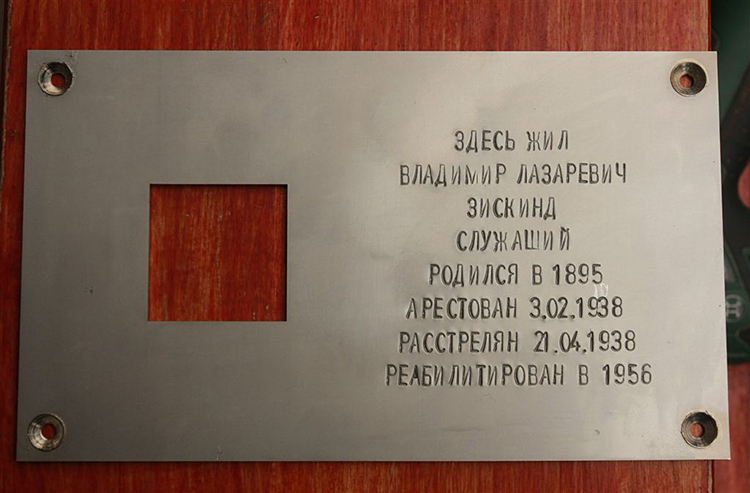 ЗДЕСЬ ЖИЛ
ВЛАДИМИР ЛАЗАРЕВИЧ
ЗИСКИНД
СЛУЖАЩИЙ
РОДИЛСЯ В 1895
АРЕСТОВАН 3.02.1938
РАССТРЕЛЯН 21.04.1938
РЕАБИЛИТИРОВАН В 1956